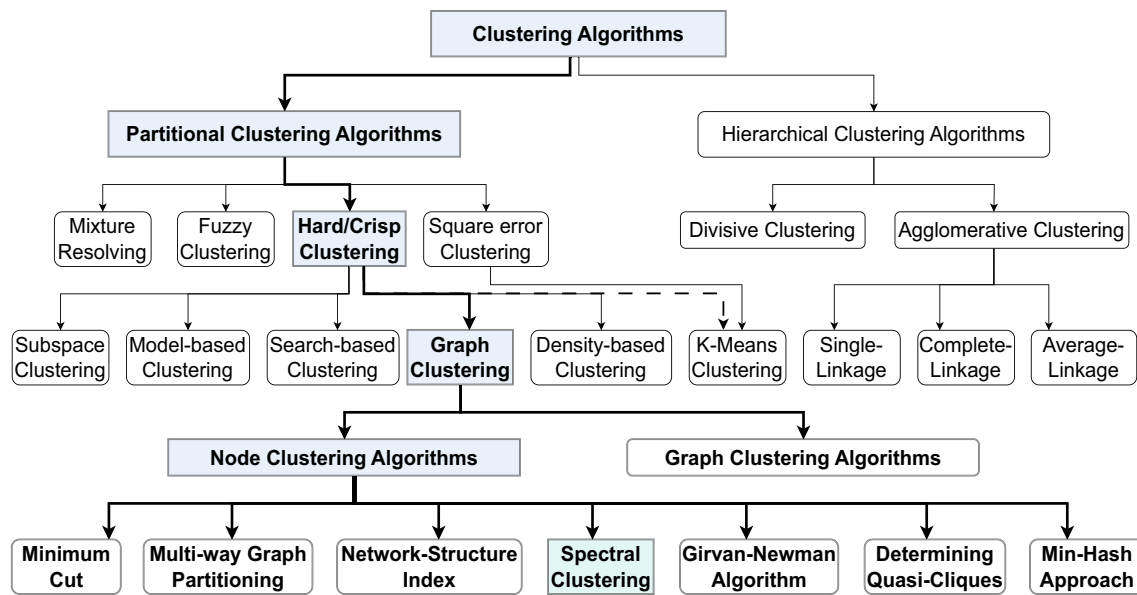 Clustering Algorithms
Partitional Clustering Algorithms
Hierarchical Clustering Algorithms
Mixture
Resolving
Fuzzy
Clustering
Hard/Crisp
Clustering
Square error
Clustering
Divisive Clustering
Agglomerative Clustering
Subspace
Clustering
Model-based
Clustering
Search-based
Clustering
Graph
Clustering
Density-based
Clustering
K-Means
Clustering
Single-
Linkage
Complete-
Linkage
Average-
Linkage
Node Clustering Algorithms
Graph Clustering Algorithms
Minimum
Cut
Multi-way Graph
Partitioning
Network-Structure
Index
Spectral
Clustering
Girvan-Newman
Algorithm
Determining
Quasi-Cliques
Min-Hash
Approach